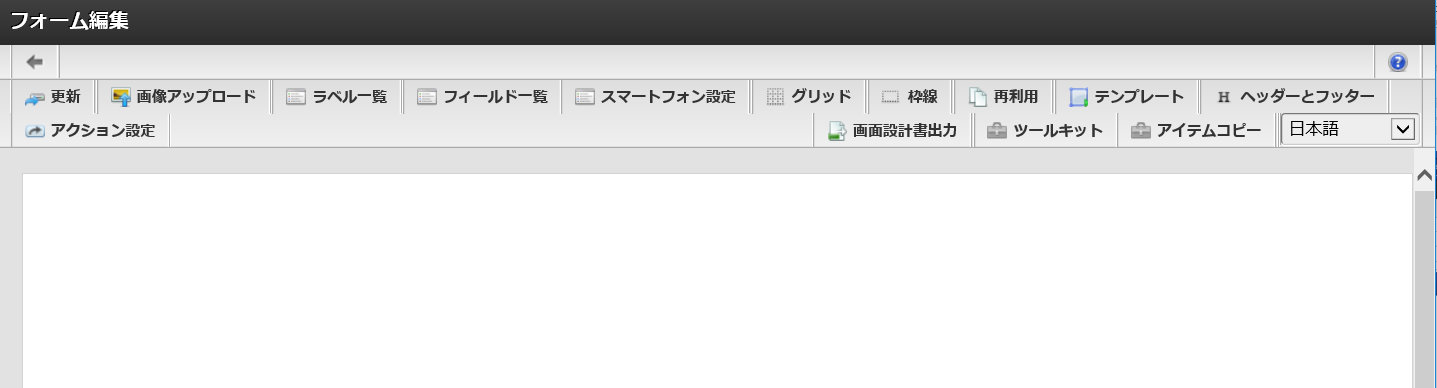 フォーム編集
更新 画像アップロード ラベル一覧 フィールド一覧 スマートフォン設定 グリッド 枠線 再利用 テンプレート H ヘッダーとフッター
アクション設定 画面設計書出力 ツールキット アイテムコピー 日本語